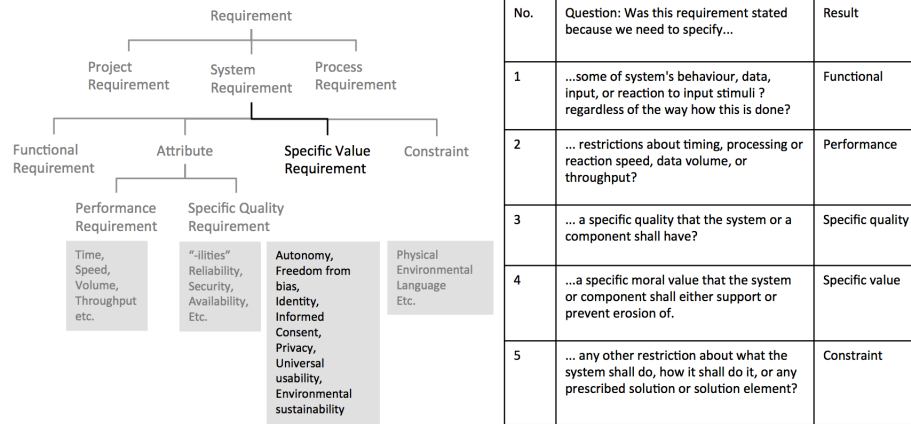 Requirement
Project
Requirement
System
Requirement
Process
Requirement
Functional
Requirement
Attribute
Specific Value
Requirement
Constraint
Performance
Requirement
Specific Quality
Requirement
Time,
Speed,
Volume,
Throughput
etc.
"-ilities"
Reliability,
Security,
Availability,
Etc.
Autonomy,
Freedom from
bias,
Identity,
Informed
Consent,
Privacy,
Universal
usability,
Environmental
sustainability
Physical
Environmental
Language
Etc.
No.
Question: Was this requirement stated
because we need to specify...
Result
1
...some of system's behaviour, data,
input, or reaction to input stimuli ?
regardless of the way how this is done?
Functional
2
... restrictions about timing, processing or
reaction speed, data volume, or
throughput?
Performance
3
... a specific quality that the system or a
component shall have?
Specific quality
4
...a specific moral value that the system
or component shall either support or
prevent erosion of.
Specific value
5
... any other restriction about what the
system shall do, how it shall do it, or any
prescribed solution or solution element?
Constraint